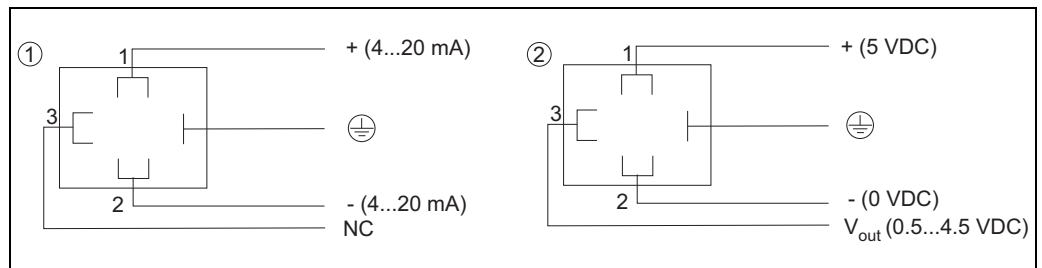 ①
1
+ (4...20 mA)
3
2
- (4...20 mA)
NC
②
1
+ (5 VDC)
3
2
- (0 VDC)
Vout (0.5...4.5 VDC)